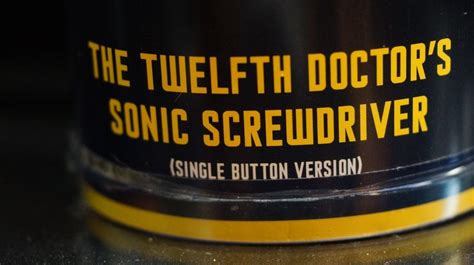 THE TWELFTH DOCTOR'S
SONIC SCREWDRIVER
(SINGLE BUTTON VERSION)